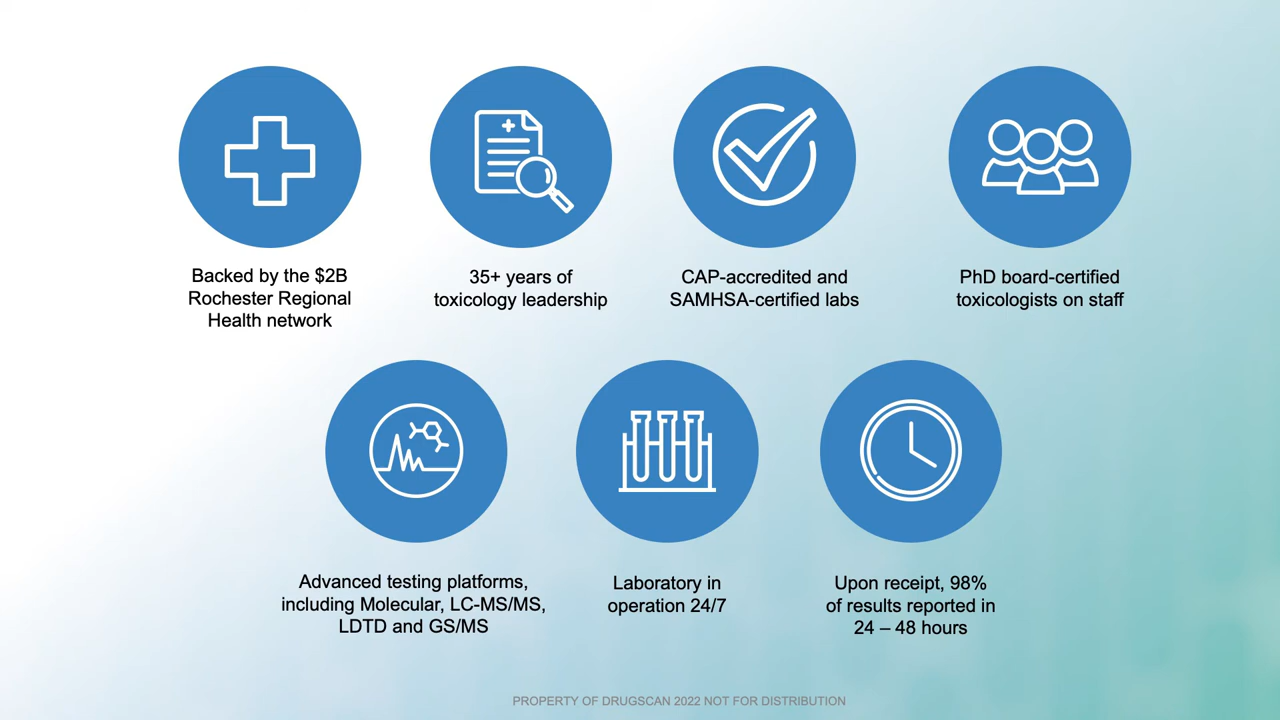 Backed by the $2B
Rochester Regional
Health network
35+ years of
toxicology leadership
CAP-accredited and
SAMHSA-certified labs
PhD board-certified
toxicologists on staff
Advanced testing platforms,
including Molecular, LC-MS/MS,
LDTD and GS/MS
Laboratory in
operation 24/7
Upon receipt, 98%
of results reported in
24 – 48 hours
PROPERTY OF DRUGSCAN 2022 NOT FOR DISTRIBUTION